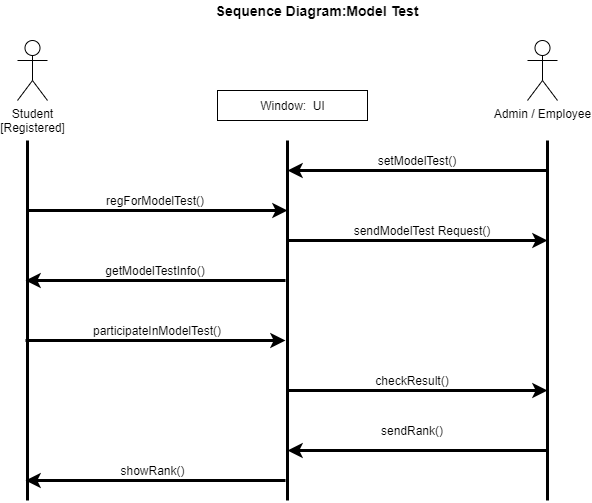 Sequence Diagram:Model Test
Student
[Registered]
Window:  UI
Admin / Employee
setModelTest()
regForModelTest()
sendModelTest Request()
getModelTestInfo()
participateInModelTest()
checkResult()
sendRank()
showRank()